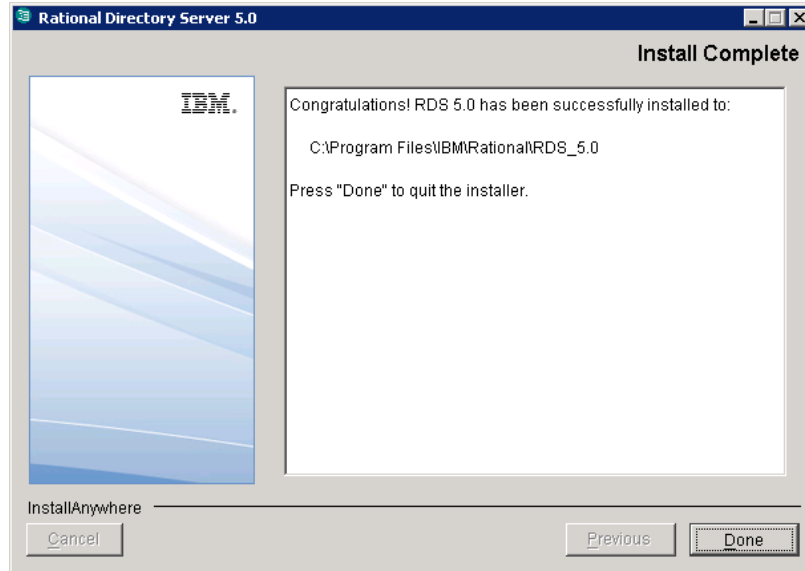 Rational Directory Server 5.0
Install Complete
IBM.
Congratulations! RDS 5.0 has been successfully installed to:
C:\Program Files\IBM\Rational\RDS_5.0
Press "Done" to quit the installer.
InstallAnywhere
Cancel
Previous
Done